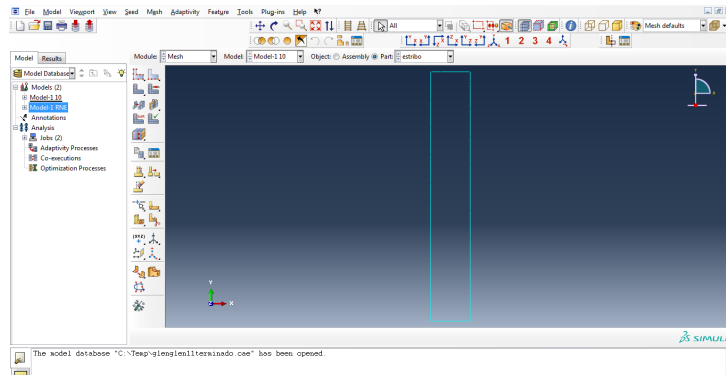 File Model Viewport View Seed Mesh Adaptivity Feature Tools Plug-ins Help
All
Mesh defaults
1 2 3 4
Model Results
Module: Mesh Model: Model-1 10 Object: Assembly Part: estribo
Model Database
Models (2)
Model-1 10
Model-1 RNE
Annotations
Analysis
Jobs (2)
Adaptivity Processes
Co-executions
Optimization Processes
(XYZ)
Y
X
SIMUL
The model database "C:\Temp\glenglen11terminado.cae" has been opened.